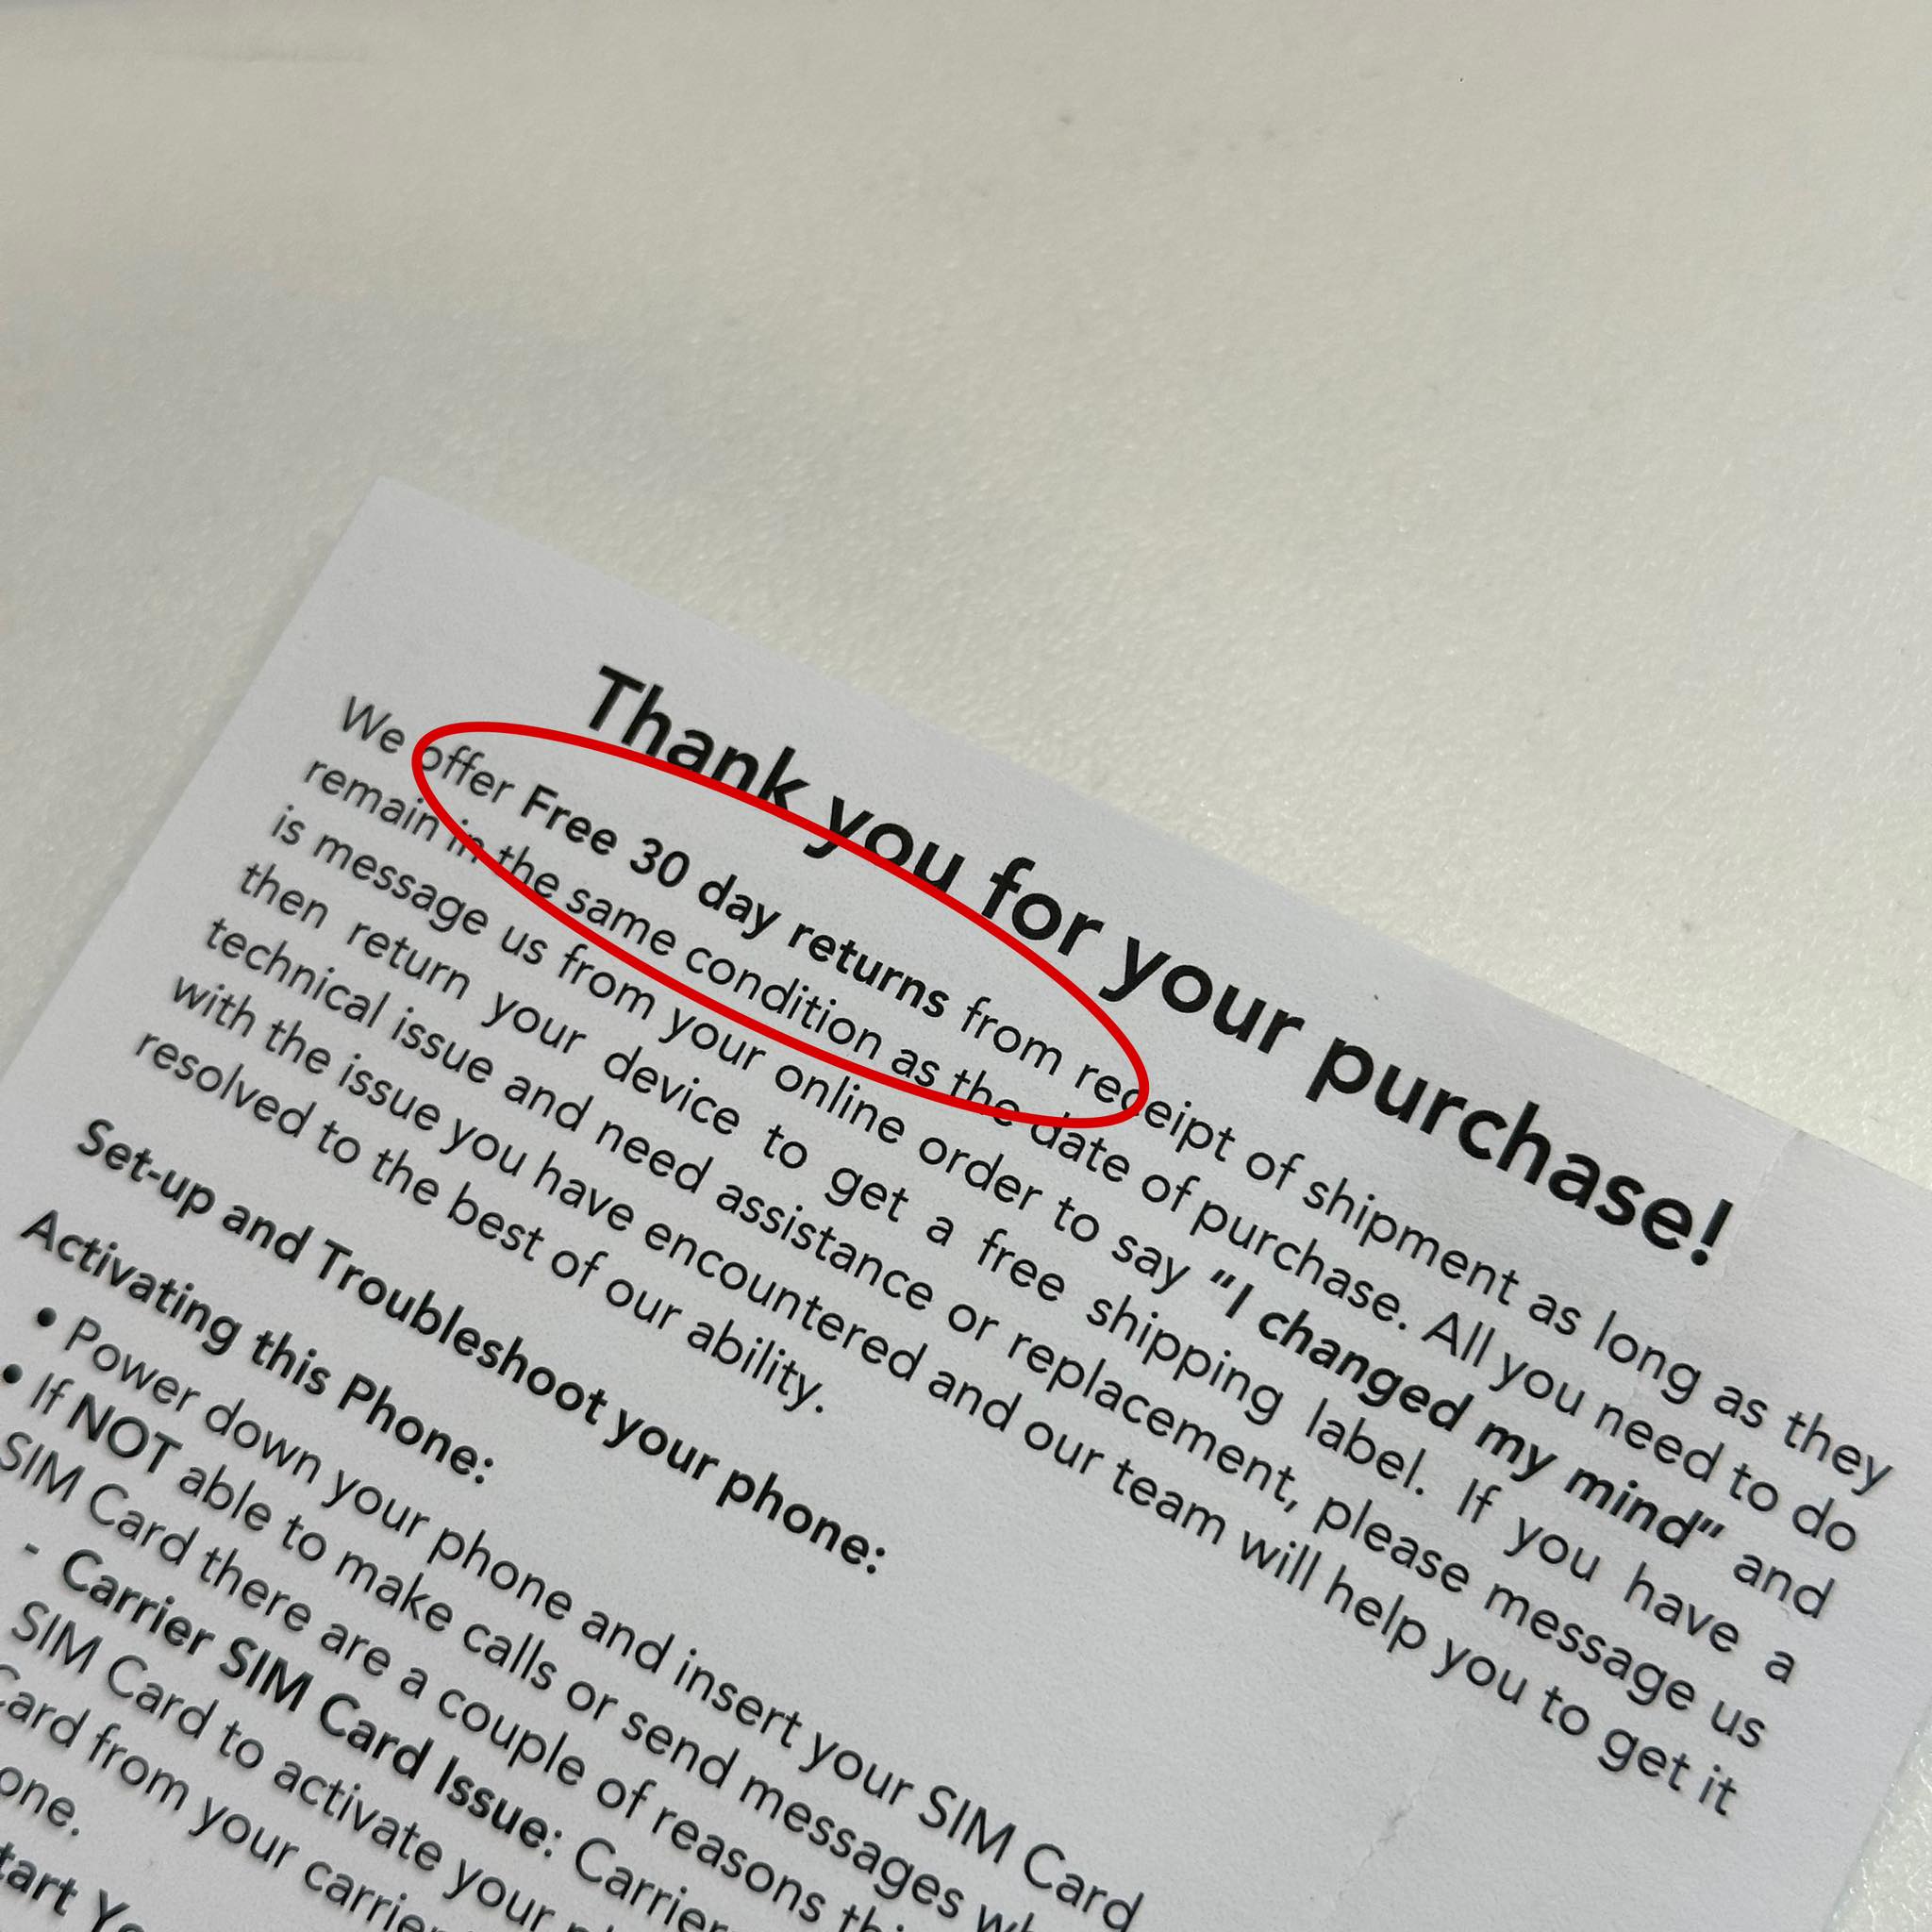 Thank you for your purchase!
We offer Free 30 day returns from receipt of shipment as long as they
remain in the same condition as the date of purchase. All you need to do
is message us from your online order to say "I changed my mind" and
then return your device to get a free shipping label. If you have a
technical issue and need assistance or replacement, please message us
with the issue you have encountered and our team will help you to get it
resolved to the best of our ability.
Set-up and Troubleshoot your phone:
Activating this Phone:
• Power down your phone and insert your SIM Card
• If NOT able to make calls or send messages
SIM Card there are a couple of reasons
- Carrier SIM Card Issue: Carrier
SIM Card to activate your
Card from your carrier
one.